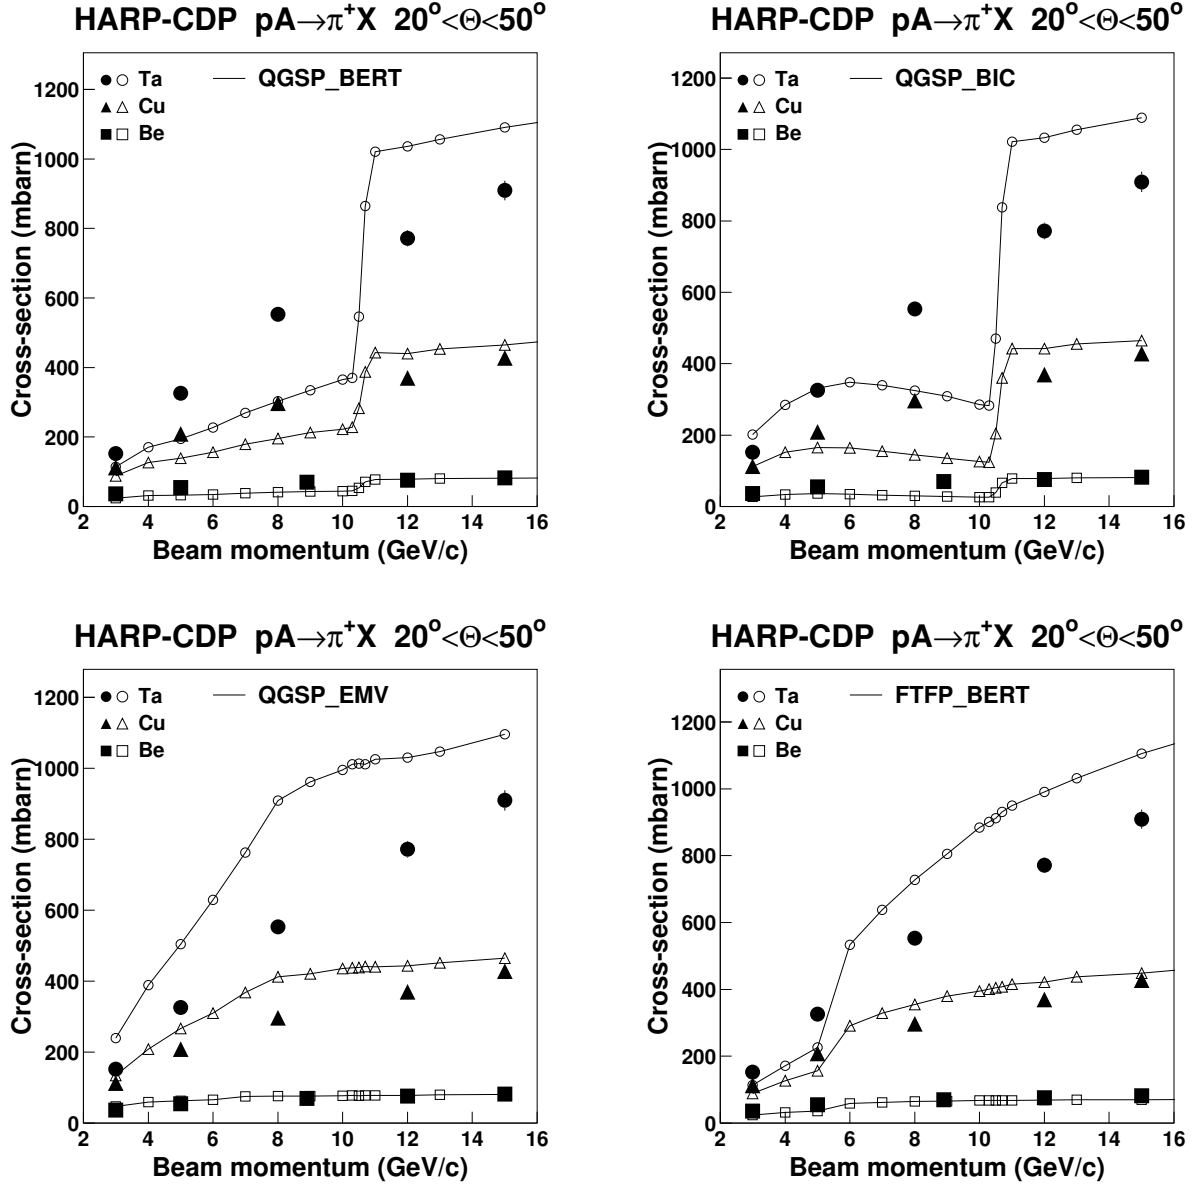 HARP-CDP pA→π⁺X 20°<Θ<50°
Cross-section (mbarn)
1200
1000
800
600
400
200
0
Ta
Cu
Be
QGSP_BERT
2 4 6 8 10 12 14 16
Beam momentum (GeV/c)
HARP-CDP pA→π⁺X 20°<Θ<50°
Cross-section (mbarn)
1200
1000
800
600
400
200
0
Ta
Cu
Be
QGSP_BIC
2 4 6 8 10 12 14 16
Beam momentum (GeV/c)
HARP-CDP pA→π⁺X 20°<Θ<50°
Cross-section (mbarn)
1200
1000
800
600
400
200
0
Ta
Cu
Be
QGSP_EMV
2 4 6 8 10 12 14 16
Beam momentum (GeV/c)
HARP-CDP pA→π⁺X 20°<Θ<50°
Cross-section (mbarn)
1200
1000
800
600
400
200
0
Ta
Cu
Be
FTFP_BERT
2 4 6 8 10 12 14 16
Beam momentum (GeV/c)